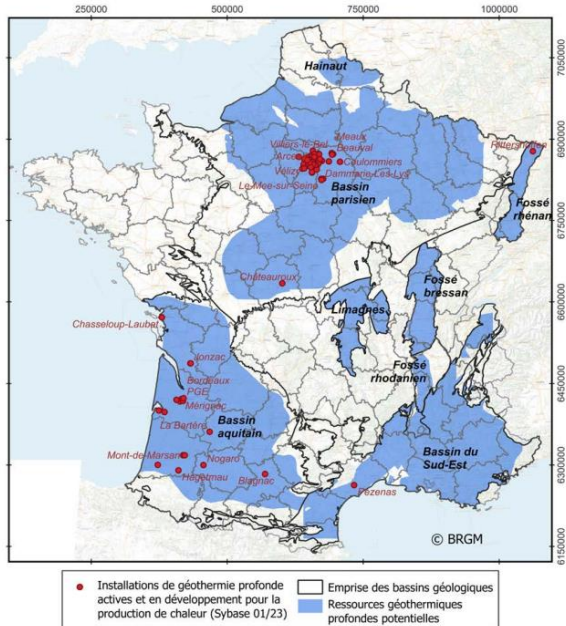 250000
500000
750000
1000000
7050000
6900000
6750000
6600000
6450000
6300000
6150000
Hainaut
Meaux
Villiers-le-Bel
Beauval
Arce
Coulommiers
Vélizy
Dammarie-Les-Lys
Le-Mee-sur-Seine
Bassin
parisien
Rittershoffen
Fossé
rhénan
Châteauroux
Fossé
bressan
Limagnes
Chasseloup-Laubat
Jonzac
Fossé
rhodanien
Bordeaux
PGE
Mérignac
La Bartere
Bassin
aquitain
Bassin du
Sud-Est
Mont-de-Marsan
Nogaro
Hagetmau
Blagnac
Pezenas
© BRGM
Installations de géothermie profonde
actives et en développement pour la
production de chaleur (Sybase 01/23)
Emprise des bassins géologiques
Ressources géothermiques
profondes potentielles